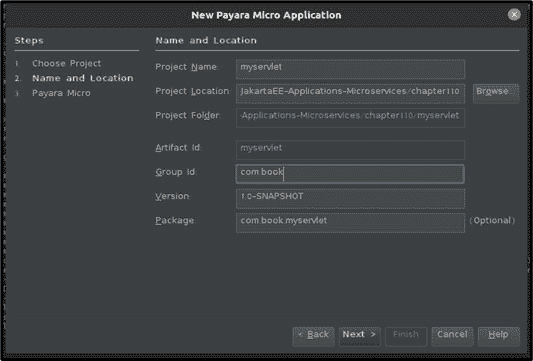 New Payara Micro Application
Steps
1. Choose Project
2. Name and Location
3. Payara Micro
Name and Location
Project Name: myservlet
Project Location: JakartaEE-Applications-Microservices/chapter110 Browse...
Project Folder: -Applications-Microservices/chapter110/myservlet
Artifact Id: myservlet
Group Id: com.book
Version: 1.0-SNAPSHOT
Package: com.book.myservlet (Optional)
< Back Next > Finish Cancel Help